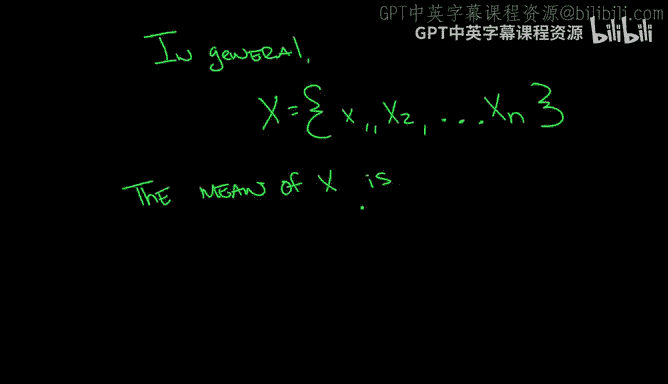 GPT中英字幕课程资源@bilibili.com
GPT中英字幕课程资源 bilibili
In general,
X = { x₁, x₂, ... xₙ }
The mean of X is